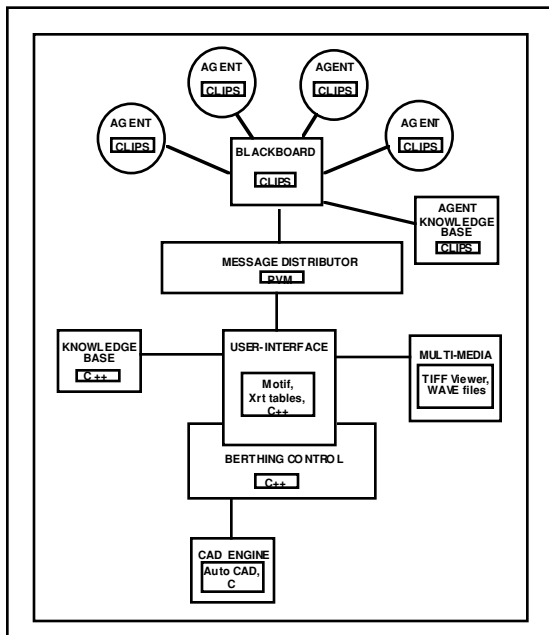 AGENT
CLIPS
AGENT
CLIPS
AGENT
CLIPS
AGENT
CLIPS
BLACKBOARD
CLIPS
AGENT
KNOWLEDGE
BASE
CLIPS
MESSAGE DISTRIBUTOR
PVM
KNOWLEDGE
BASE
C++
USER-INTERFACE
Motif,
Xrt tables,
C++
MULTI-MEDIA
TIFF Viewer,
WAVE files
BERTHING CONTROL
C++
CAD ENGINE
Auto CAD,
C